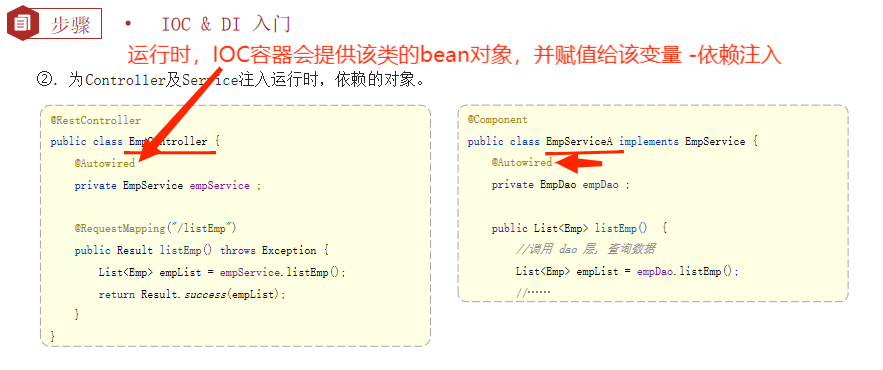 步骤
• IOC & DI 入门
运行时，IOC容器会提供该类的bean对象，并赋值给该变量 -依赖注入
②. 为Controller及Service注入运行时，依赖的对象。
@RestController
public class EmpController {
@Autowired
private EmpService empService ;
@RequestMapping("/listEmp")
public Result listEmp() throws Exception {
List<Emp> empList = empService.listEmp();
return Result.success(empList);
}
}
@Component
public class EmpServiceA implements EmpService {
@Autowired
private EmpDao empDao ;
public List<Emp> listEmp() {
//调用 dao 层, 查询数据
List<Emp> empList = empDao.listEmp();
//……